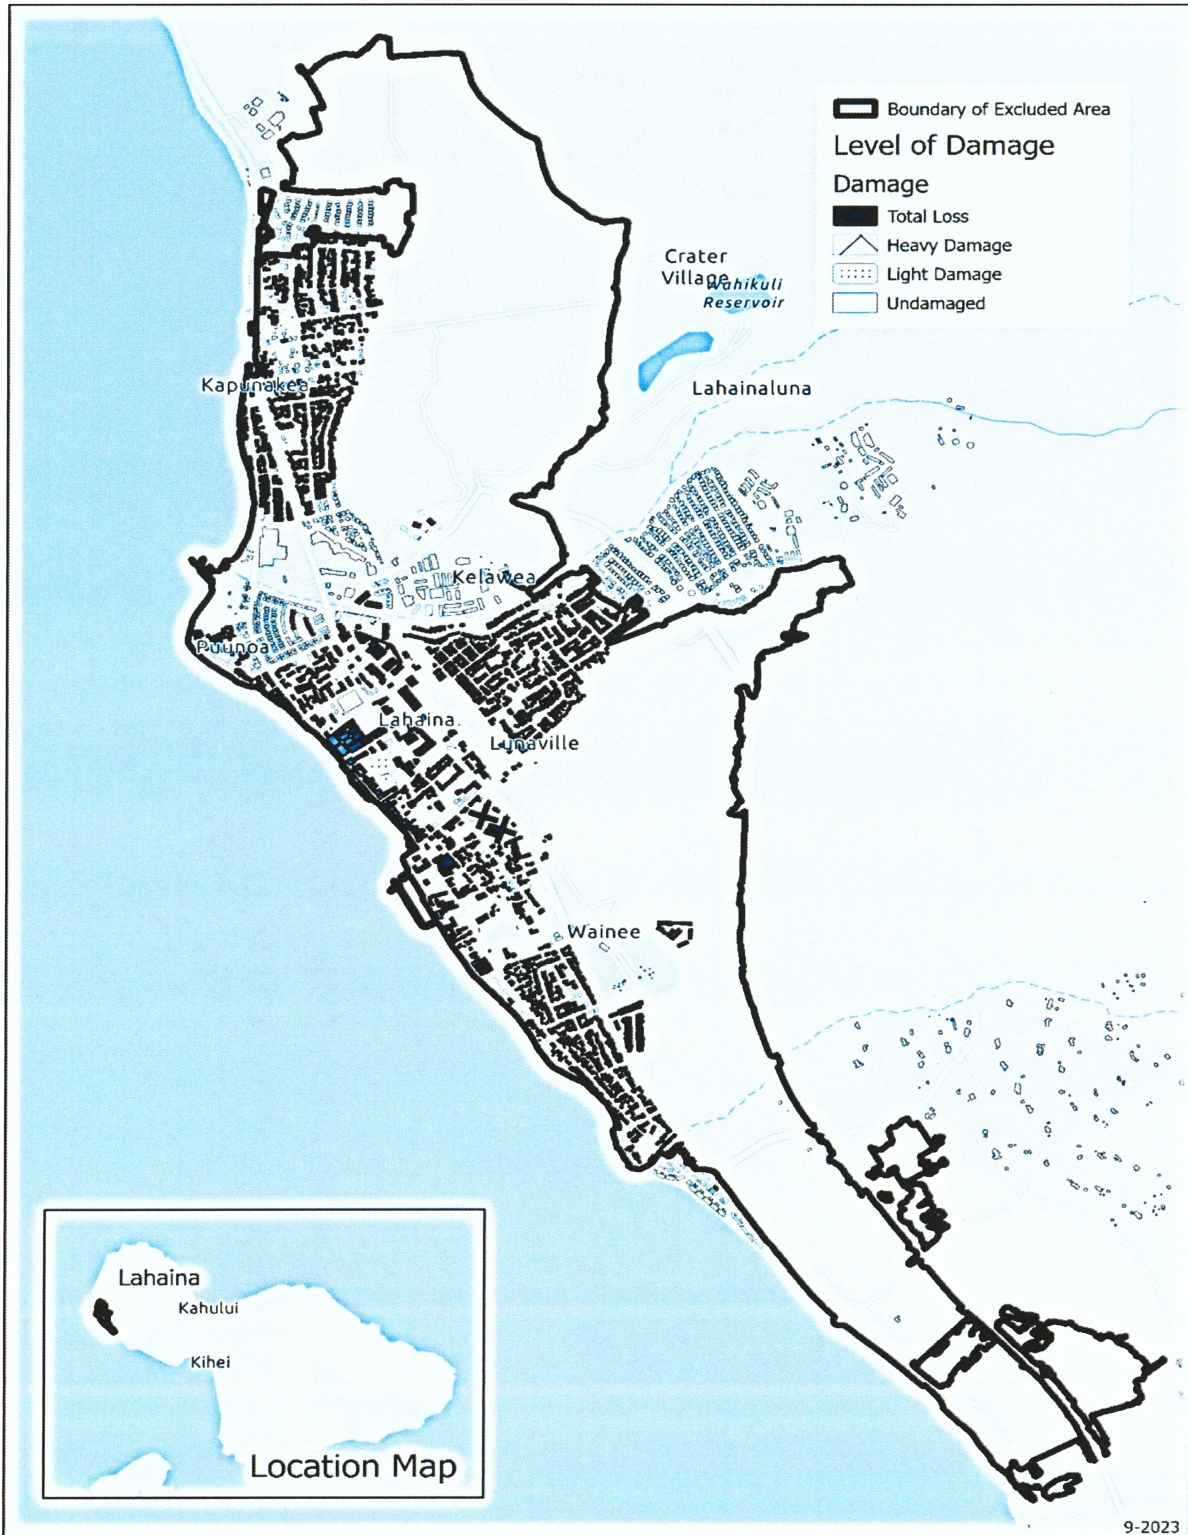 Boundary of Excluded Area
Level of Damage
Damage
Total Loss
Heavy Damage
Light Damage
Undamaged
Crater
Village
Wahikuli
Reservoir
Lahainaluna
Kapunakea
Kelawea
Puunoa
Lahaina
Lunaville
Wainee
Lahaina
Kahului
Kihei
Location Map
9-2023